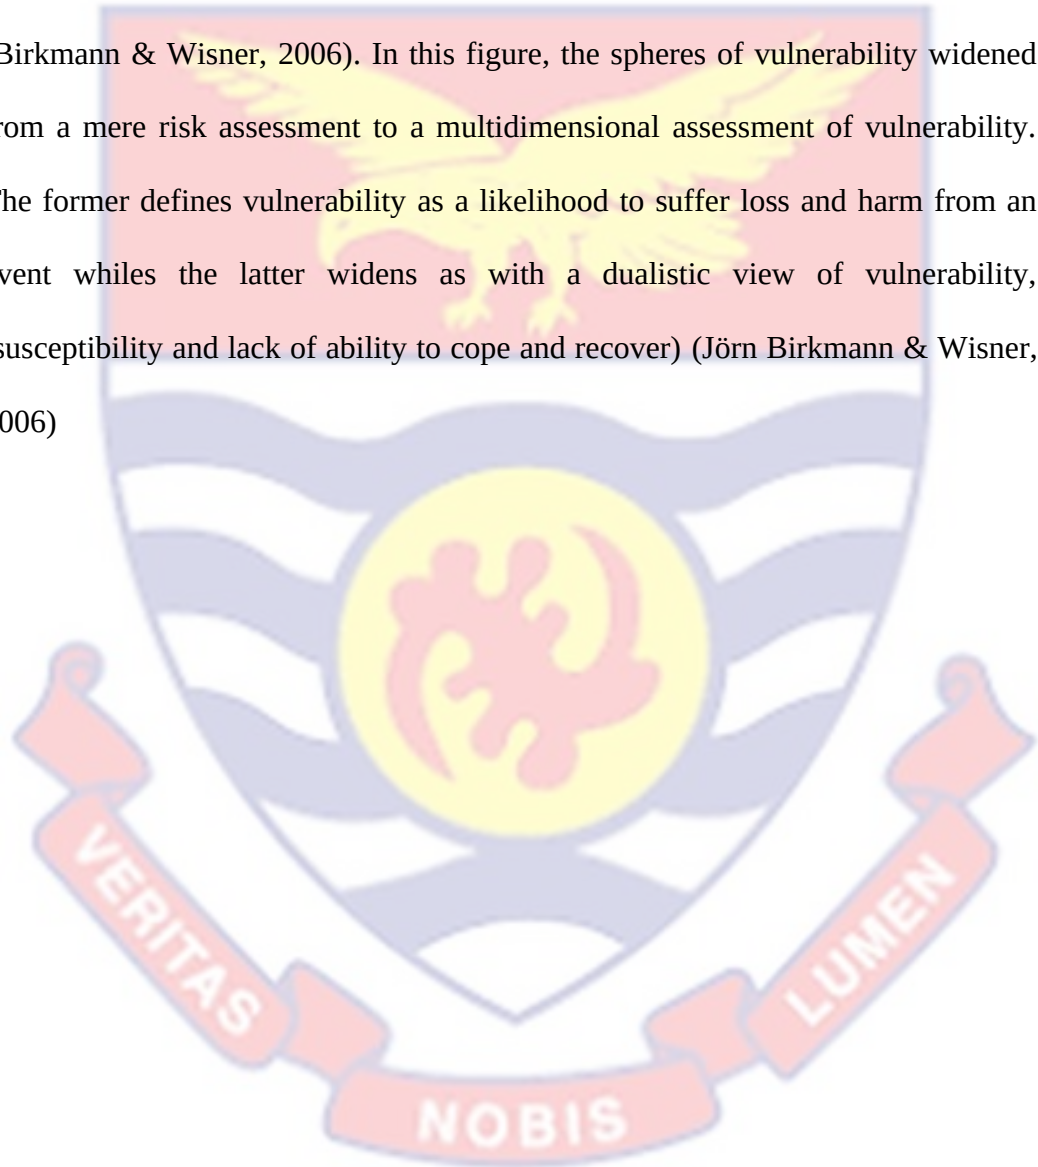 Birkmann & Wisner, 2006). In this figure, the spheres of vulnerability widened
rom a mere risk assessment to a multidimensional assessment of vulnerability.
The former defines vulnerability as a likelihood to suffer loss and harm from an
vent whiles the latter widens as with a dualistic view of vulnerability,
susceptibility and lack of ability to cope and recover) (Jörn Birkmann & Wisner,
006)
VERITAS
NOBIS
LUMEN